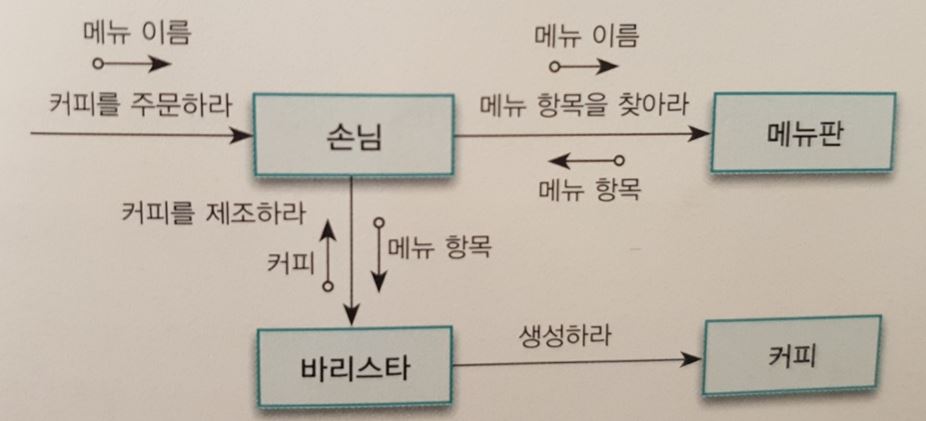 메뉴 이름
커피를 주문하라
손님
메뉴 이름
메뉴 항목을 찾아라
메뉴 항목
메뉴판
커피를 제조하라
커피
메뉴 항목
바리스타
생성하라
커피